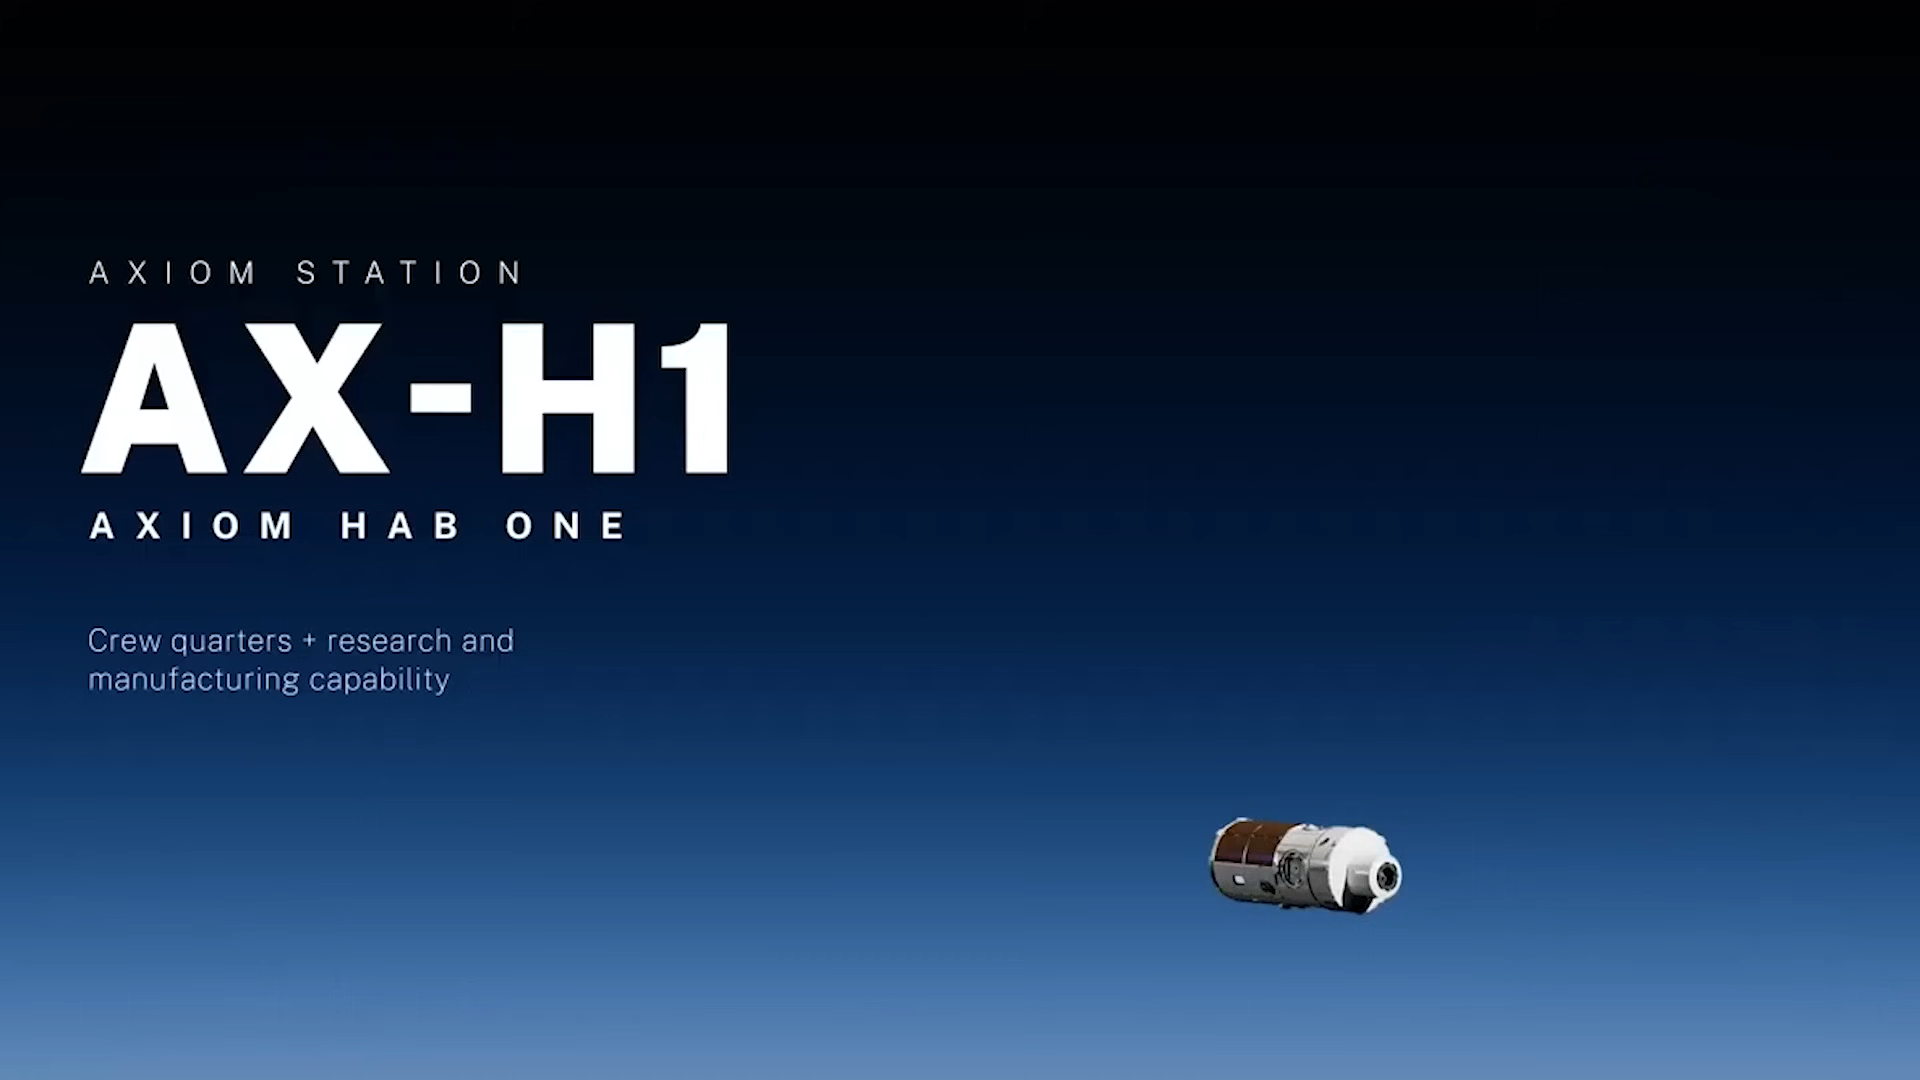 AXIOM STATION
AX-H1
AXIOM HAB ONE
Crew quarters + research and
manufacturing capability